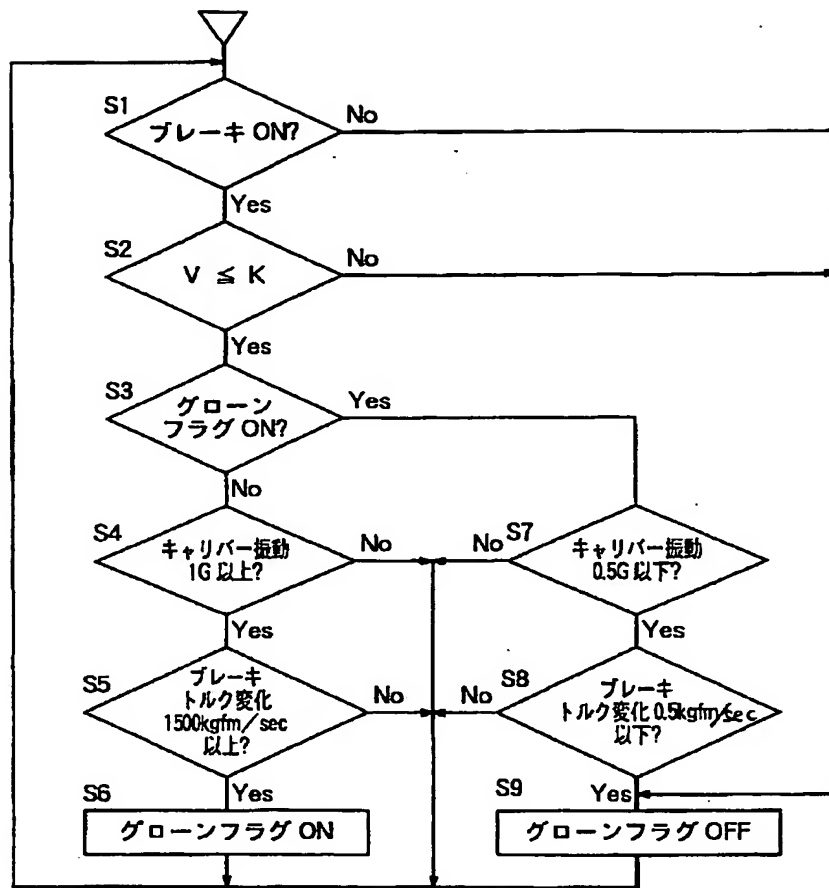 S1
ブレーキ ON?
No
Yes
S2
V ≦ K
No
Yes
S3
グローン
フラグ ON?
Yes
No
S4
キャリバー振動
1G 以上?
No
Yes
S7
キャリバー振動
0.5G 以下?
No
Yes
S5
ブレーキ
トルク変化
1500kgfm/sec
以上?
No
Yes
S8
ブレーキ
トルク変化 0.5kgfm/sec
以下?
No
Yes
S6
グローンフラグ ON
S9
グローンフラグ OFF